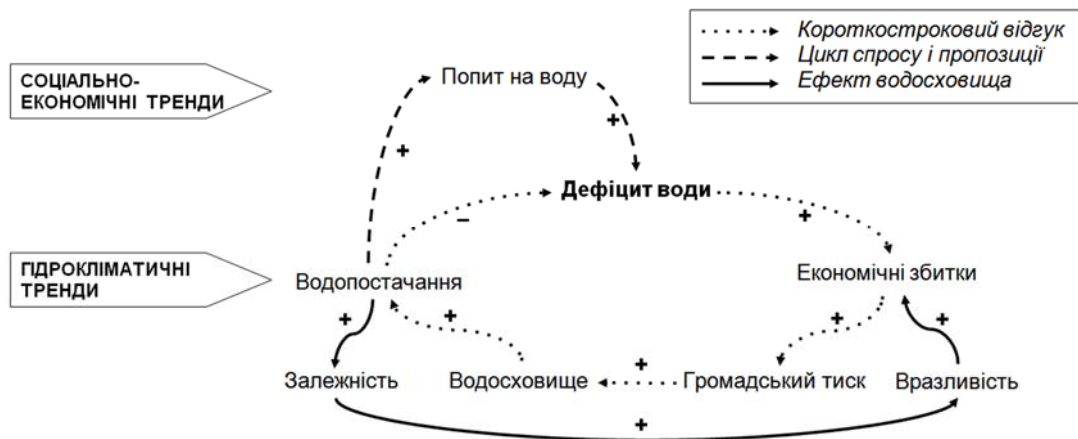 Короткостроковий відгук
Цикл спросу і пропозиції
Ефект водосховища
СОЦІАЛЬНО-
ЕКОНОМІЧНІ ТРЕНДИ
Попит на воду
+
+
Дефіцит води
–
+
ГІДРОКЛІМАТИЧНІ
ТРЕНДИ
Водопостачання
Економічні збитки
+
+
+
+
+
Залежність
Водосховище
Громадський тиск
Вразливість
+